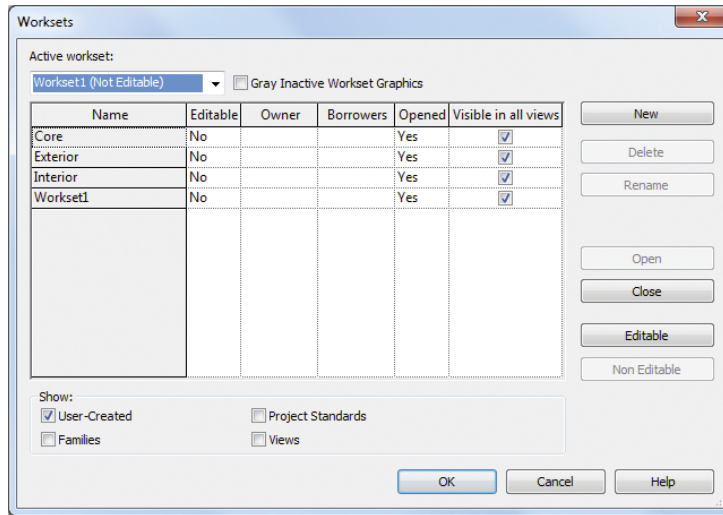 Worksets
Active workset:
Workset1 (Not Editable)
Gray Inactive Workset Graphics
Name Editable Owner Borrowers Opened Visible in all views
Core No Yes
Exterior No Yes
Interior No Yes
Workset1 No Yes
New
Delete
Rename
Open
Close
Editable
Non Editable
Show:
User-Created Project Standards
Families Views
OK Cancel Help